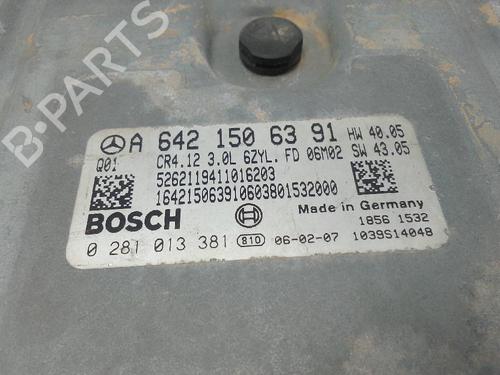 B-PARTS
A 642 150 63 91 HW 40.05
Q01 CR4.12 3.0L 6ZYL. FD 06M02 SW 43.05
5262119411016203
164215063910603801532000
BOSCH
Made in Germany
1856 1532
0 281 013 381 810 06-02-07 1039S14048